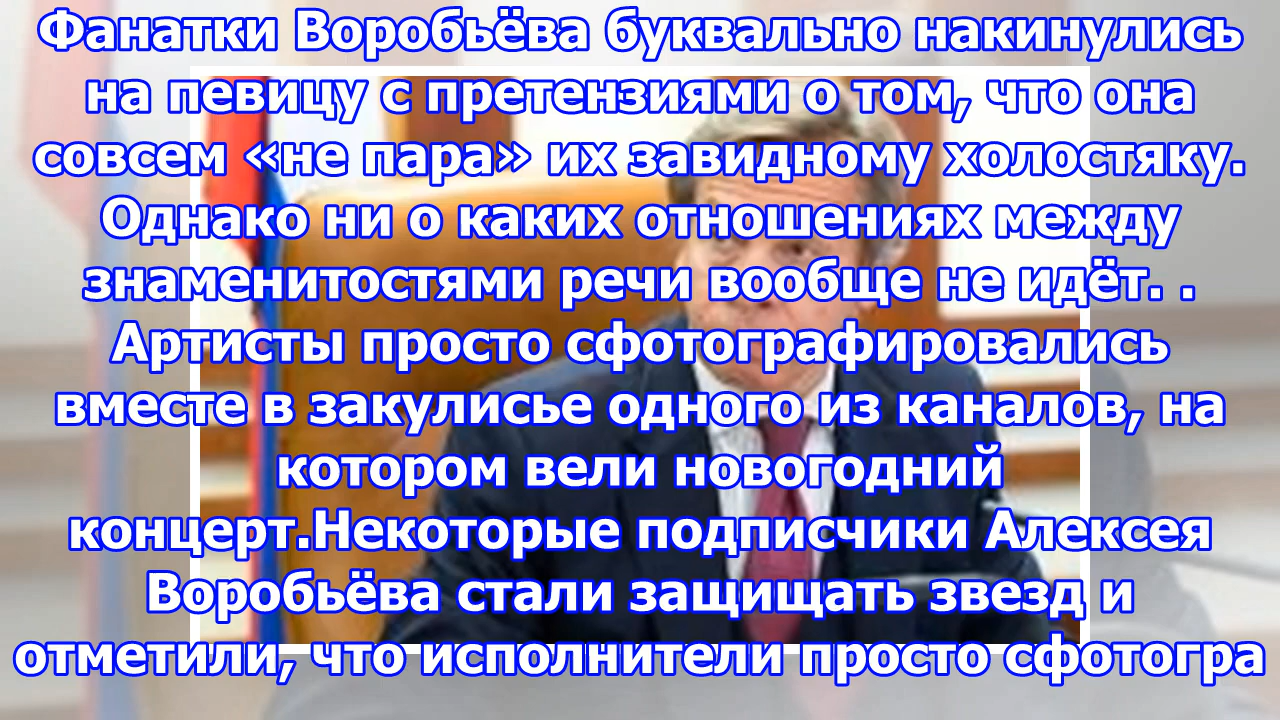 Фанатки Воробьёва буквально накинулись
на певицу с претензиями о том, что она
совсем «не пара» их завидному холостяку.
Однако ни о каких отношениях между
знаменитостями речи вообще не идёт. .
Артисты просто сфотографировались
вместе в закулисье одного из каналов, на
котором вели новогодний
концерт.Некоторые подписчики Алексея
Воробьёва стали защищать звезд и
отметили, что исполнители просто сфотогра